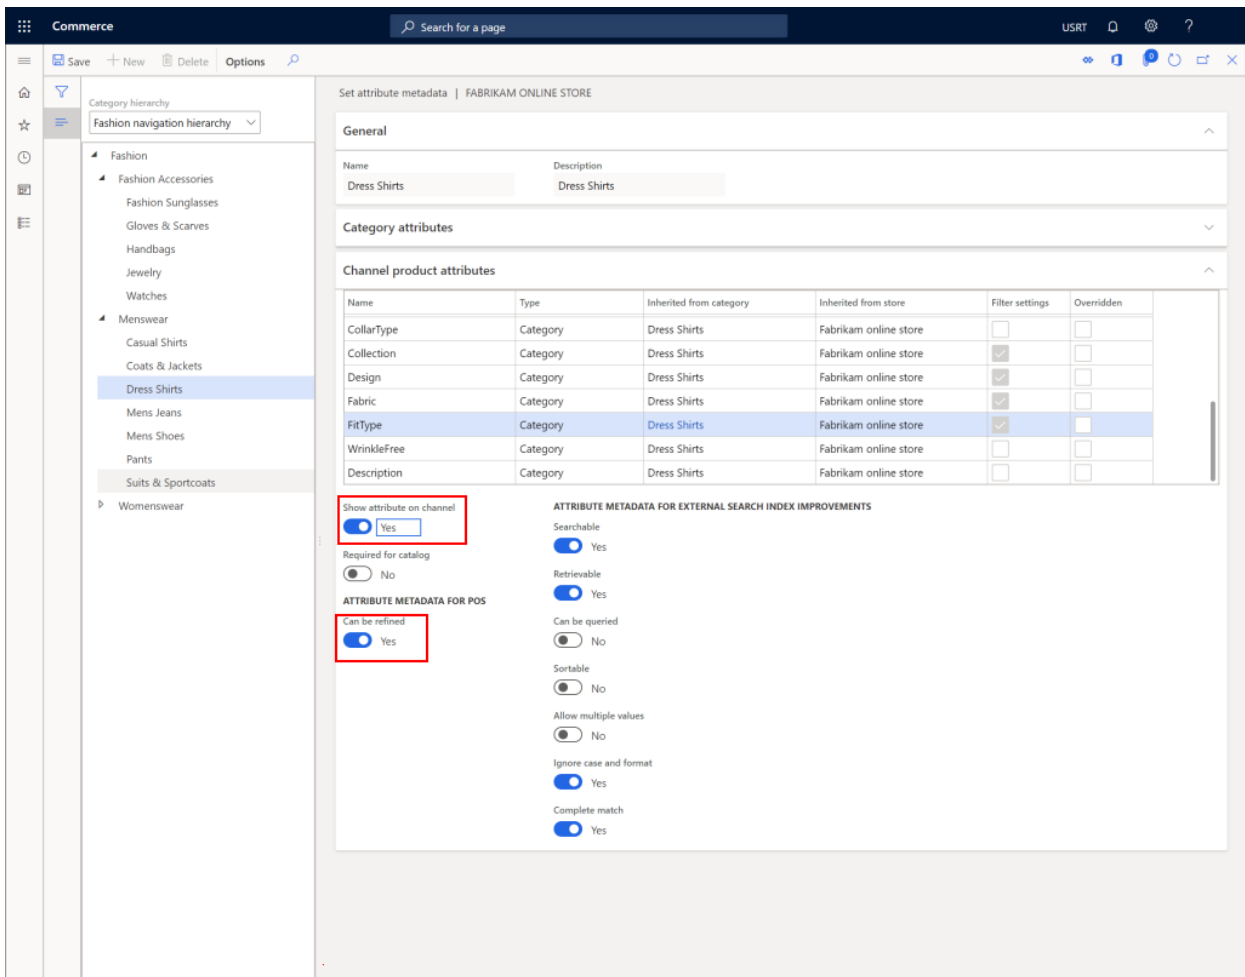 Commerce
Search for a page
USRT
?
Save
New
Delete
Options
0
Category hierarchy
Fashion navigation hierarchy
Fashion
Fashion Accessories
Fashion Sunglasses
Gloves & Scarves
Handbags
Jewelry
Watches
Menswear
Casual Shirts
Coats & Jackets
Dress Shirts
Mens Jeans
Mens Shoes
Pants
Suits & Sportcoats
Womenswear
Set attribute metadata | FABRIKAM ONLINE STORE
General
Name Description
Dress Shirts Dress Shirts
Category attributes
Channel product attributes
Name Type Inherited from category Inherited from store Filter settings Overridden
CollarType Category Dress Shirts Fabrikam online store
Collection Category Dress Shirts Fabrikam online store
Design Category Dress Shirts Fabrikam online store
Fabric Category Dress Shirts Fabrikam online store
FitType Category Dress Shirts Fabrikam online store
WrinkleFree Category Dress Shirts Fabrikam online store
Description Category Dress Shirts Fabrikam online store
Show attribute on channel
Yes
Required for catalog
No
ATTRIBUTE METADATA FOR POS
Can be refined
Yes
ATTRIBUTE METADATA FOR EXTERNAL SEARCH INDEX IMPROVEMENTS
Searchable
Yes
Retrievable
Yes
Can be queried
No
Sortable
No
Allow multiple values
No
Ignore case and format
Yes
Complete match
Yes